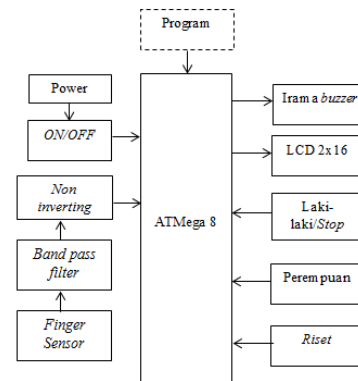 Program
Power
ON/OFF
Non
inverting
Band pass
filter
Finger
Sensor
ATMega 8
Irama buzzer
LCD 2x16
Laki-
laki/Stop
Perempuan
Riset